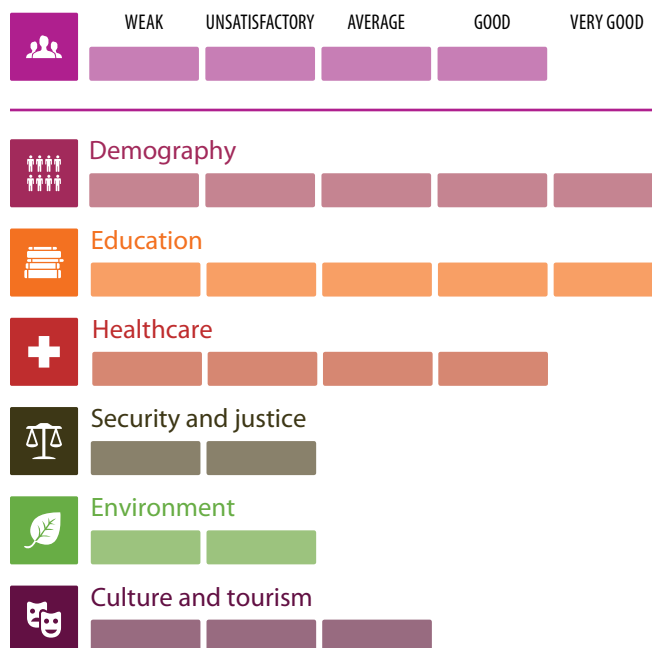 WEAK UNSATISFACTORY AVERAGE GOOD VERY GOOD
Demography
Education
Healthcare
Security and justice
Environment
Culture and tourism